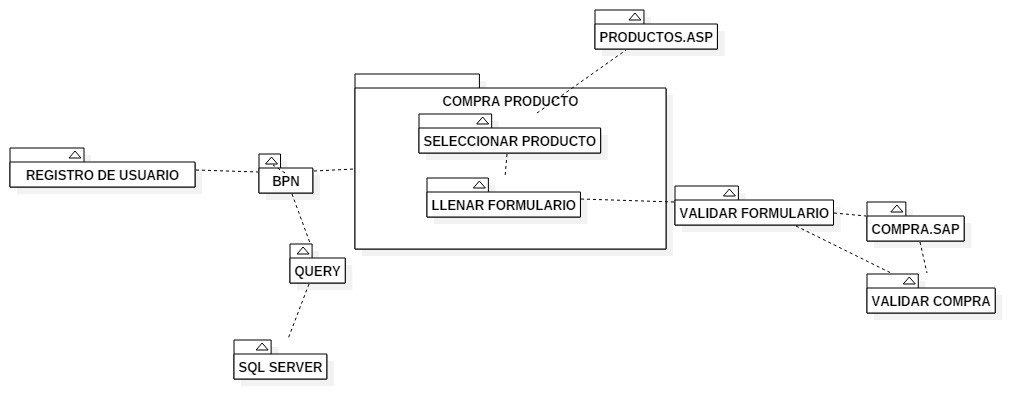 PRODUCTOS.ASP
COMPRA PRODUCTO
SELECCIONAR PRODUCTO
REGISTRO DE USUARIO
BPN
LLENAR FORMULARIO
VALIDAR FORMULARIO
COMPRA.SAP
QUERY
VALIDAR COMPRA
SQL SERVER